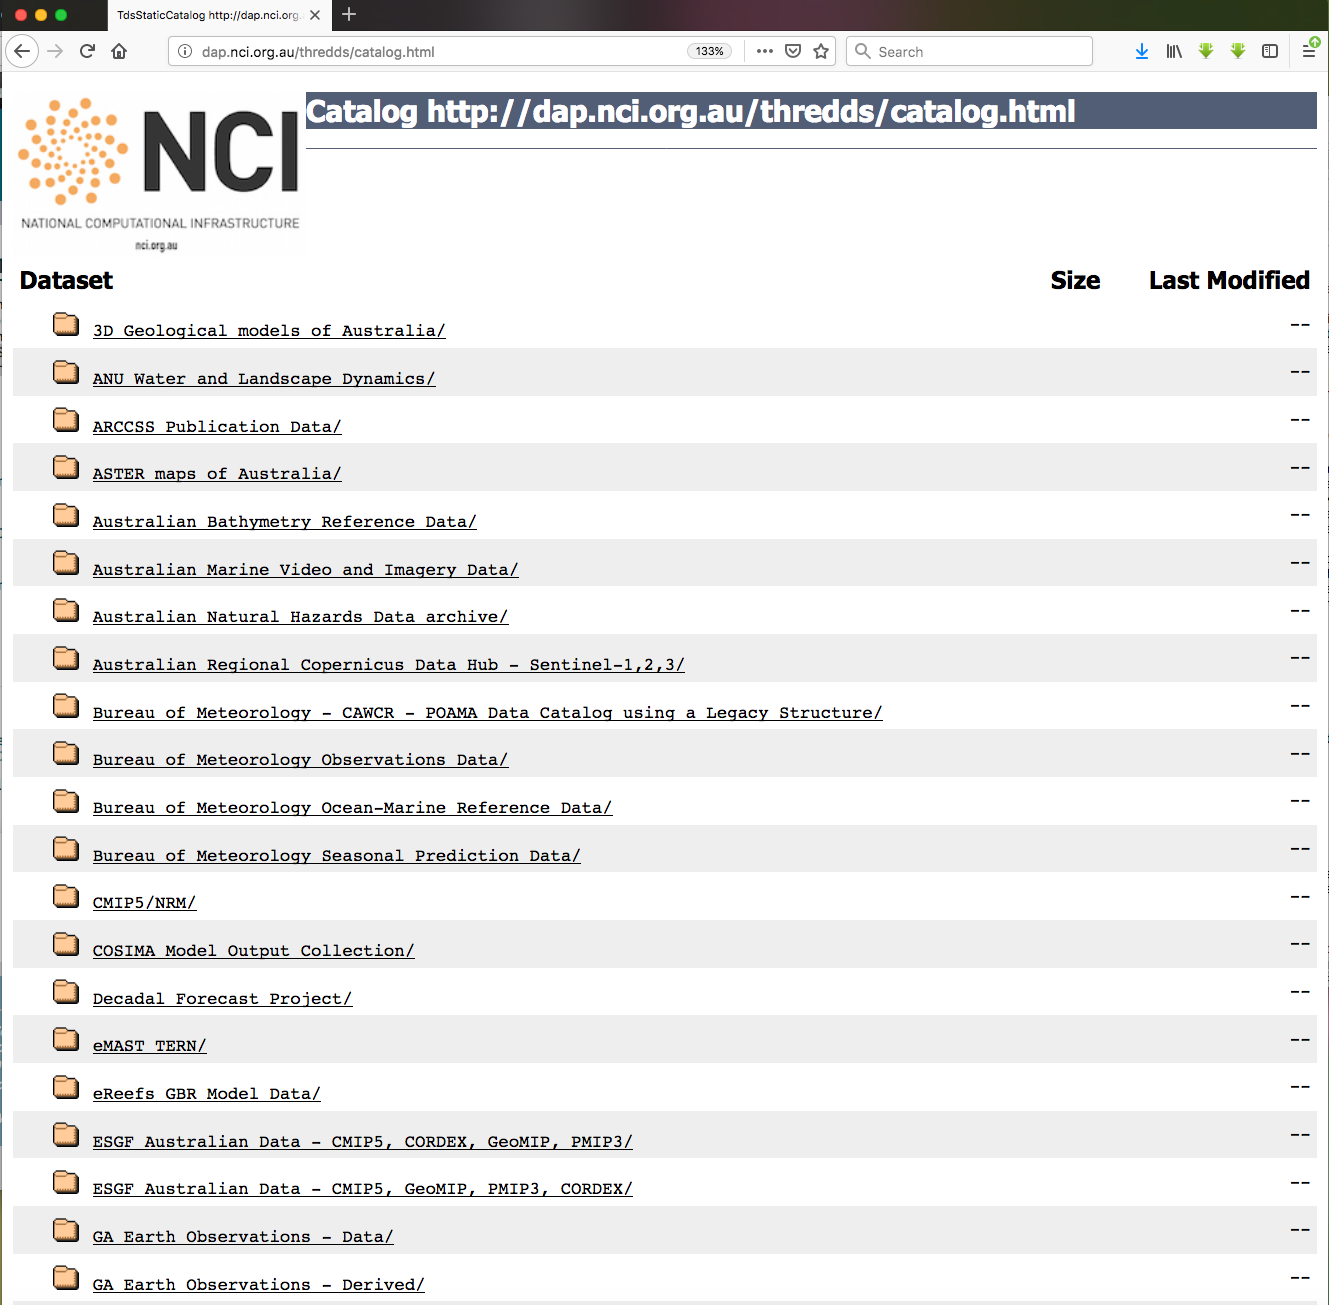 TdsStaticCatalog http://dap.nci.org
dap.nci.org.au/thredds/catalog.html
133%
Search
NCI
NATIONAL COMPUTATIONAL INFRASTRUCTURE
nci.org.au
Catalog http://dap.nci.org.au/thredds/catalog.html
Dataset Size Last Modified
3D Geological models of Australia/ --
ANU Water and Landscape Dynamics/ --
ARCCSS Publication Data/ --
ASTER maps of Australia/ --
Australian Bathymetry Reference Data/ --
Australian Marine Video and Imagery Data/ --
Australian Natural Hazards Data archive/ --
Australian Regional Copernicus Data Hub - Sentinel-1,2,3/ --
Bureau of Meteorology - CAWCR - POAMA Data Catalog using a Legacy Structure/ --
Bureau of Meteorology Observations Data/ --
Bureau of Meteorology Ocean-Marine Reference Data/ --
Bureau of Meteorology Seasonal Prediction Data/ --
CMIP5/NRM/ --
COSIMA Model Output Collection/ --
Decadal Forecast Project/ --
eMAST TERN/ --
eReefs GBR Model Data/ --
ESGF Australian Data - CMIP5, CORDEX, GeoMIP, PMIP3/ --
ESGF Australian Data - CMIP5, GeoMIP, PMIP3, CORDEX/ --
GA Earth Observations - Data/ --
GA Earth Observations - Derived/ --